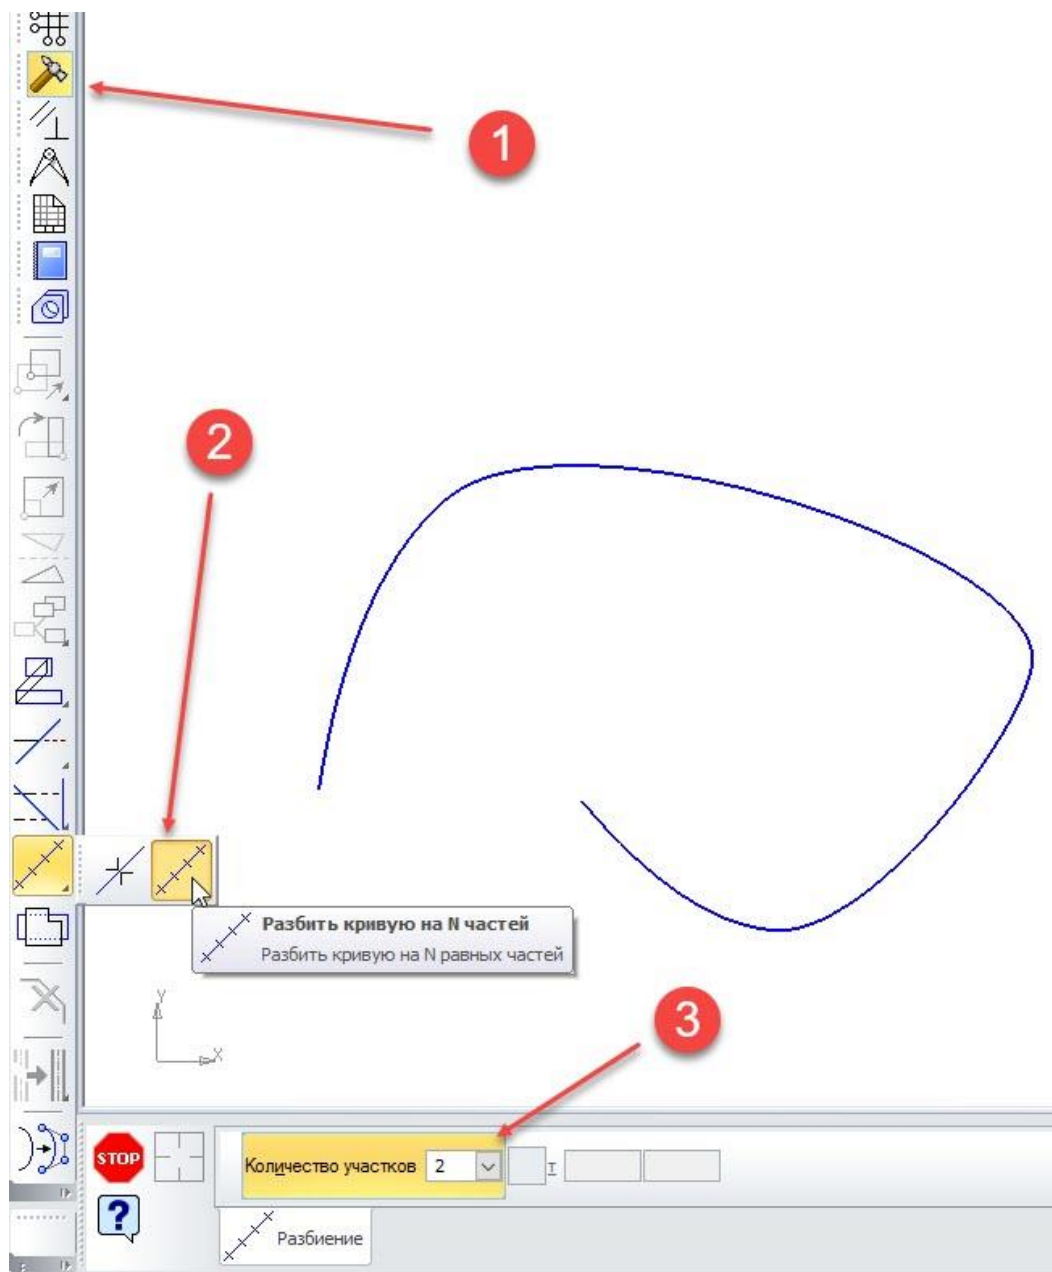 1
2
Разбить кривую на N частей
Разбить кривую на N равных частей
Y
X
3
STOP
Количество участков 2
т
?
Разбиение